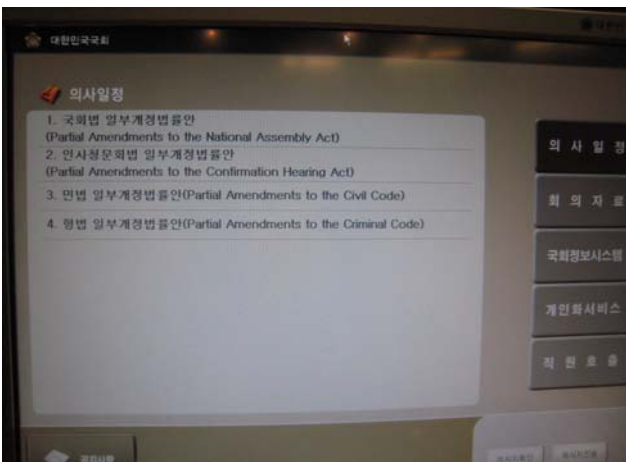 대한민국국회
의사일정
1. 국회법 일부개정법률안
(Partial Amendments to the National Assembly Act)
2. 인사청문회법 일부개정법률안
(Partial Amendments to the Confirmation Hearing Act)
3. 민법 일부개정법률안(Partial Amendments to the Civil Code)
4. 형법 일부개정법률안(Partial Amendments to the Criminal Code)
의 사 일 정
회 의 자 료
국회정보시스템
개인화서비스
직 원 호 출
공지사항